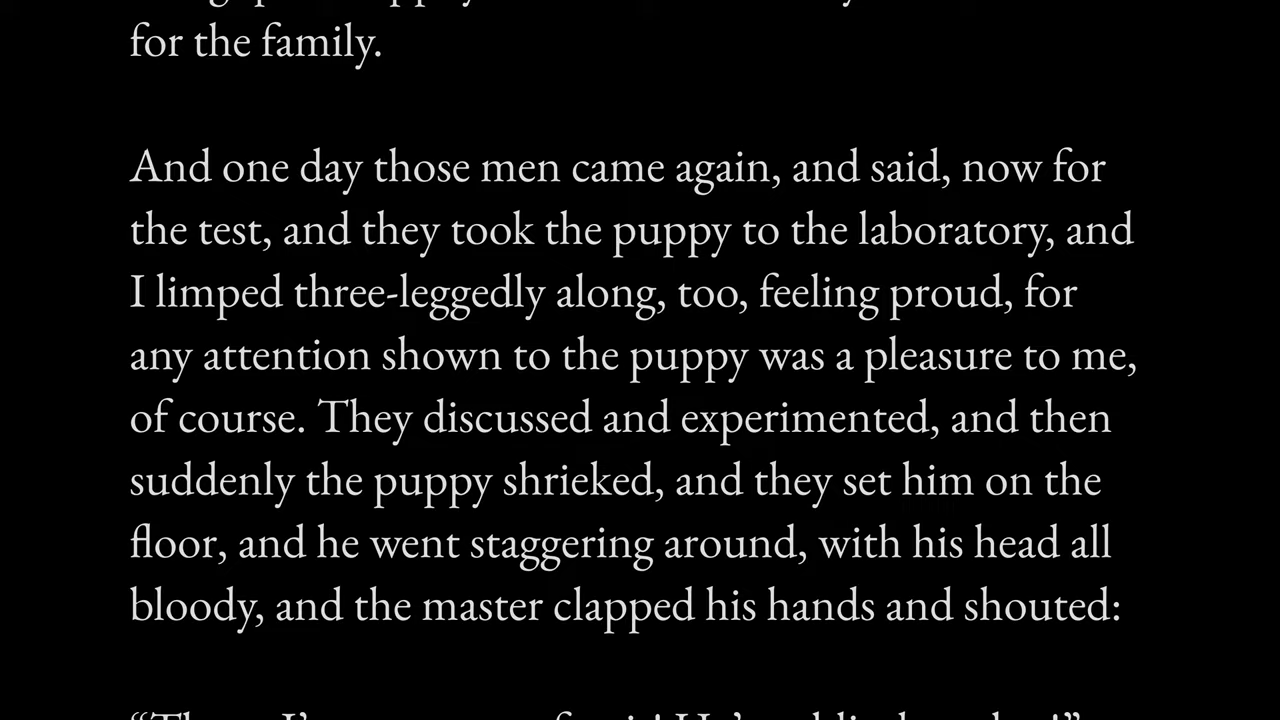 for the family.
And one day those men came again, and said, now for
the test, and they took the puppy to the laboratory, and
I limped three-leggedly along, too, feeling proud, for
any attention shown to the puppy was a pleasure to me,
of course. They discussed and experimented, and then
suddenly the puppy shrieked, and they set him on the
floor, and he went staggering around, with his head all
bloody, and the master clapped his hands and shouted: